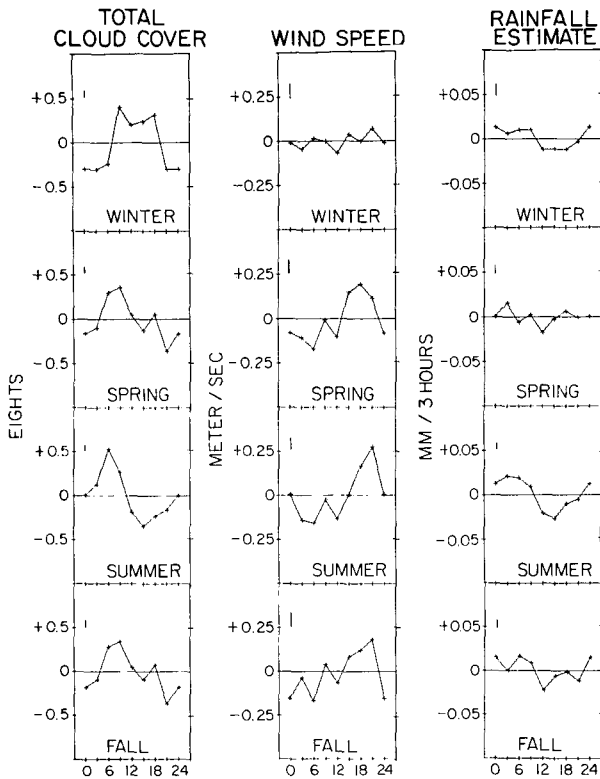 TOTAL
CLOUD COVER
WIND SPEED
RAINFALL
ESTIMATE
EIGHTS
METER / SEC
MM / 3 HOURS
+0.5
0
-0.5
WINTER
+0.25
0
-0.25
WINTER
+0.05
0
-0.05
WINTER
+0.5
0
-0.5
SPRING
+0.25
0
-0.25
SPRING
+0.05
0
-0.05
SPRING
+0.5
0
-0.5
SUMMER
+0.25
0
-0.25
SUMMER
+0.05
0
-0.05
SUMMER
+0.5
0
-0.5
FALL
+0.25
0
-0.25
FALL
+0.05
0
-0.05
FALL
0 6 12 18 24
0 6 12 18 24
0 6 12 18 24